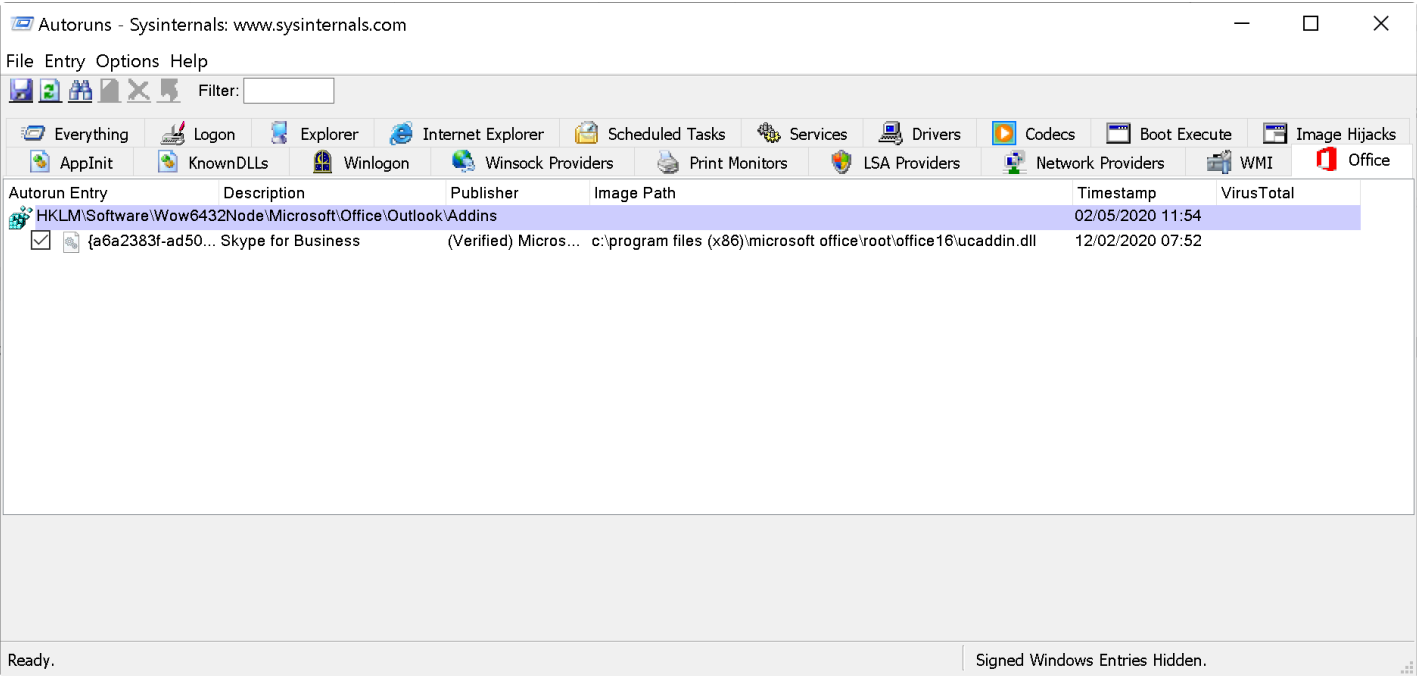 Autoruns - Sysinternals: www.sysinternals.com
File Entry Options Help
Filter:
Everything Logon Explorer Internet Explorer Scheduled Tasks Services Drivers Codecs Boot Execute Image Hijacks
AppInit KnownDLLs Winlogon Winsock Providers Print Monitors LSA Providers Network Providers WMI Office
Autorun Entry Description Publisher Image Path Timestamp VirusTotal
HKLM\Software\Wow6432Node\Microsoft\Office\Outlook\Addins 02/05/2020 11:54
{a6a2383f-ad50... Skype for Business (Verified) Micros... c:\program files (x86)\microsoft office\root\office16\ucaddin.dll 12/02/2020 07:52
Ready. Signed Windows Entries Hidden.